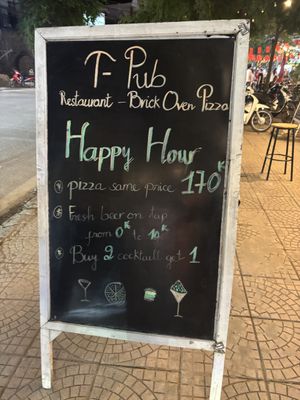 T- Pub
Restaurant - Brick Oven Pizza
Happy Hour
pizza same price 170K
Fresh beer on tap
from 0K to 10K
Buy 2 cocktail get 1